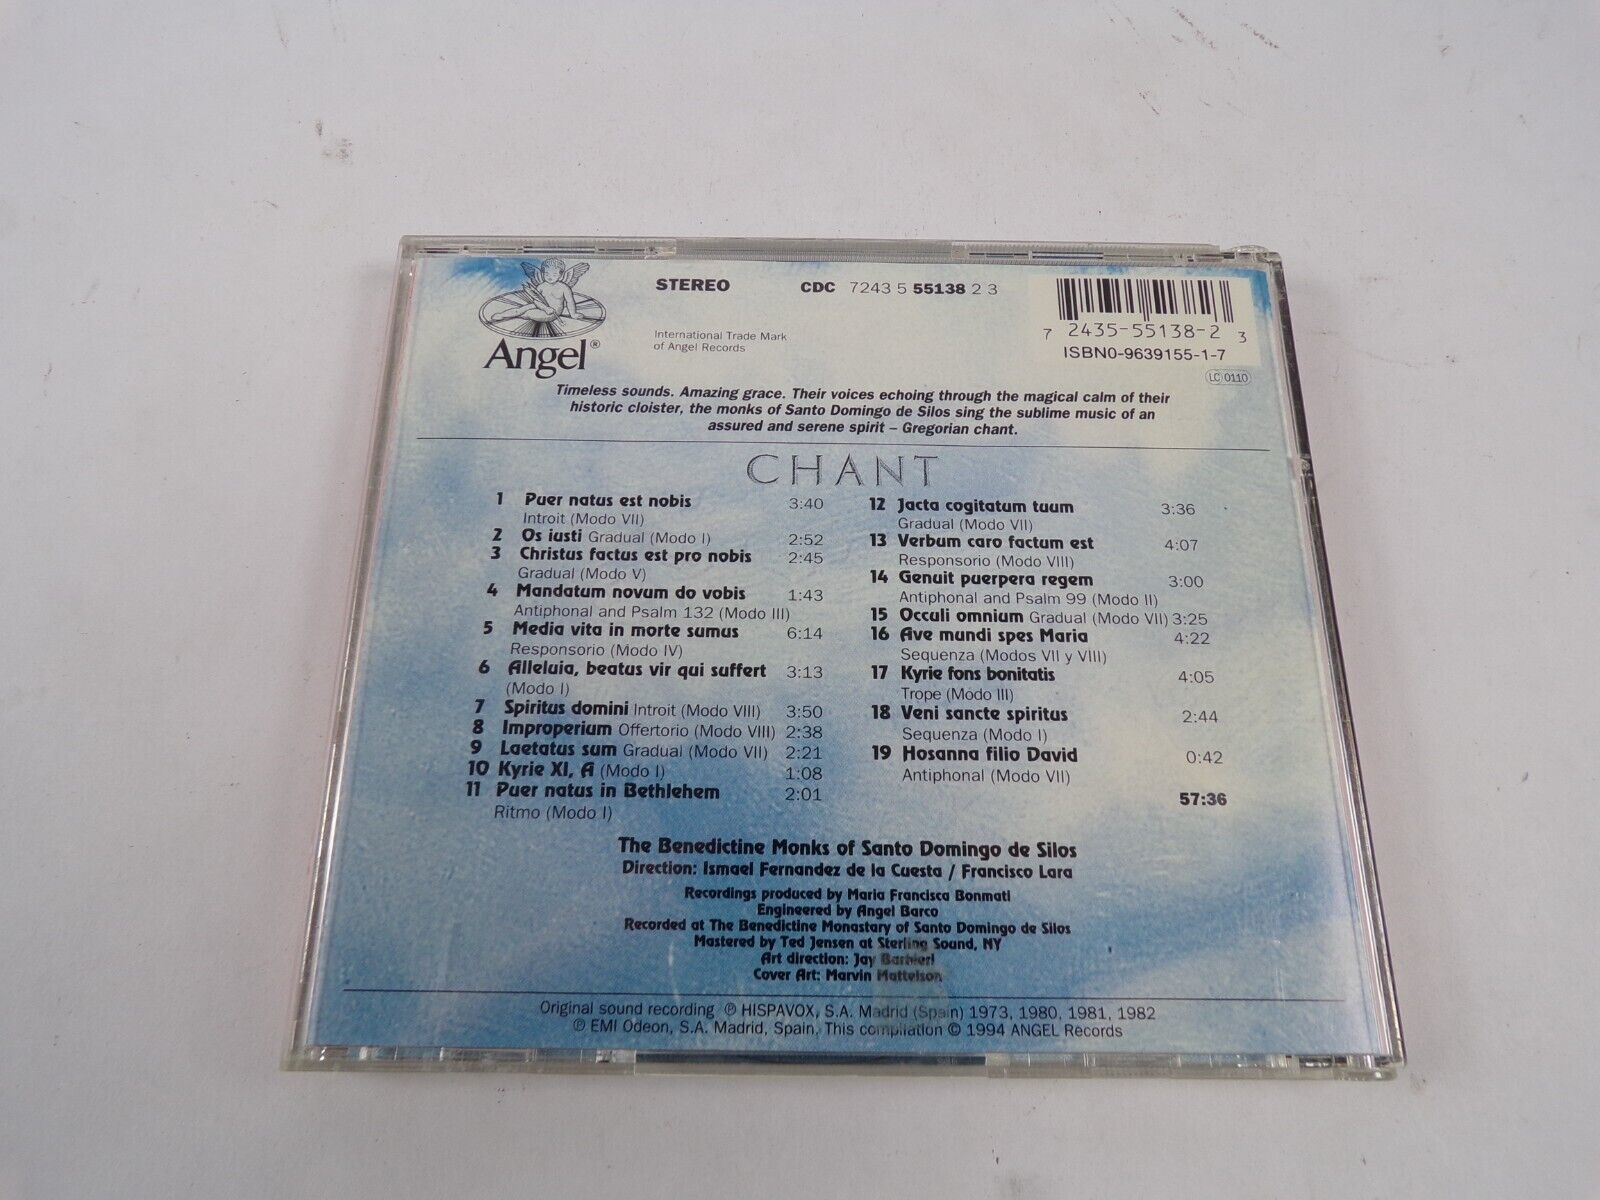 STEREO
CDC 7243 5 55138 2 3
7 2435-55138-2 3
ISBN0-9639155-1-7
LC 0110
Angel®
International Trade Mark
of Angel Records
Timeless sounds. Amazing grace. Their voices echoing through the magical calm of their
historic cloister, the monks of Santo Domingo de Silos sing the sublime music of an
assured and serene spirit – Gregorian chant.
CHANT
1 Puer natus est nobis 3:40
Introit (Modo VII)
2 Os iusti Gradual (Modo I) 2:52
3 Christus factus est pro nobis 2:45
Gradual (Modo V)
4 Mandatum novum do vobis 1:43
Antiphonal and Psalm 132 (Modo III)
5 Media vita in morte sumus 6:14
Responsorio (Modo IV)
6 Alleluia, beatus vir qui suffert 3:13
(Modo I)
7 Spiritus domini Introit (Modo VIII) 3:50
8 Improperium Offertorio (Modo VIII) 2:38
9 Laetatus sum Gradual (Modo VII) 2:21
10 Kyrie XI, A (Modo I) 1:08
11 Puer natus in Bethlehem 2:01
Ritmo (Modo I)
12 Jacta cogitatum tuum 3:36
Gradual (Modo VII)
13 Verbum caro factum est 4:07
Responsorio (Modo VIII)
14 Genuit puerpera regem 3:00
Antiphonal and Psalm 99 (Modo II)
15 Occuli omnium Gradual (Modo VII) 3:25
16 Ave mundi spes Maria 4:22
Sequenza (Modos VII y VIII)
17 Kyrie fons bonitatis 4:05
Trope (Modo III)
18 Veni sancte spiritus 2:44
Sequenza (Modo I)
19 Hosanna filio David 0:42
Antiphonal (Modo VII)
57:36
The Benedictine Monks of Santo Domingo de Silos
Direction: Ismael Fernandez de la Cuesta / Francisco Lara
Recordings produced by Maria Francisca Bonmati
Engineered by Angel Barco
Recorded at The Benedictine Monastary of Santo Domingo de Silos
Mastered by Ted Jensen at Sterling Sound, NY
Art direction: Jay Barbieri
Cover Art: Marvin Mattelson
Original sound recording ℗ HISPAVOX, S.A. Madrid (Spain) 1973, 1980, 1981, 1982
℗ EMI Odeon, S.A. Madrid, Spain, This compilation © 1994 ANGEL Records